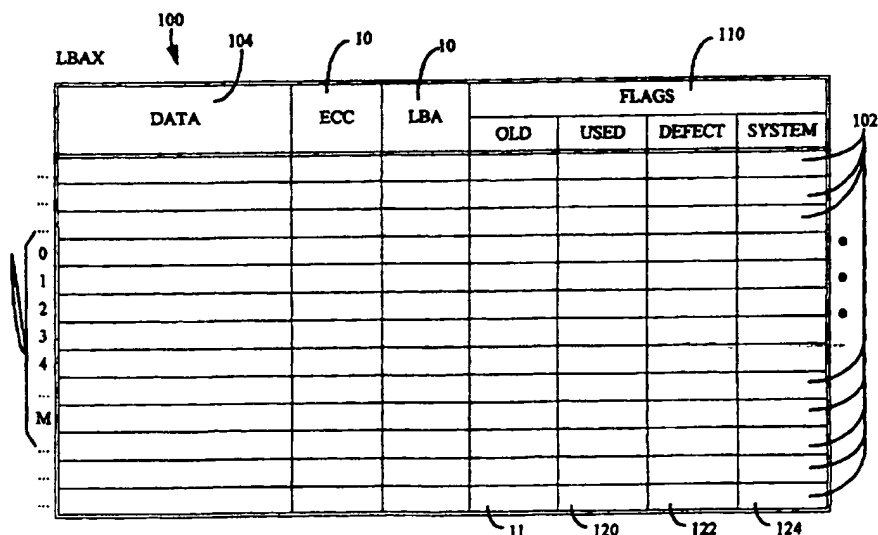 100
104
10
10
110
LBAX
DATA
ECC
LBA
FLAGS
OLD
USED
DEFECT
SYSTEM
102
...
...
...
0
1
2
3
4
...
M
...
...
...
11
120
122
124